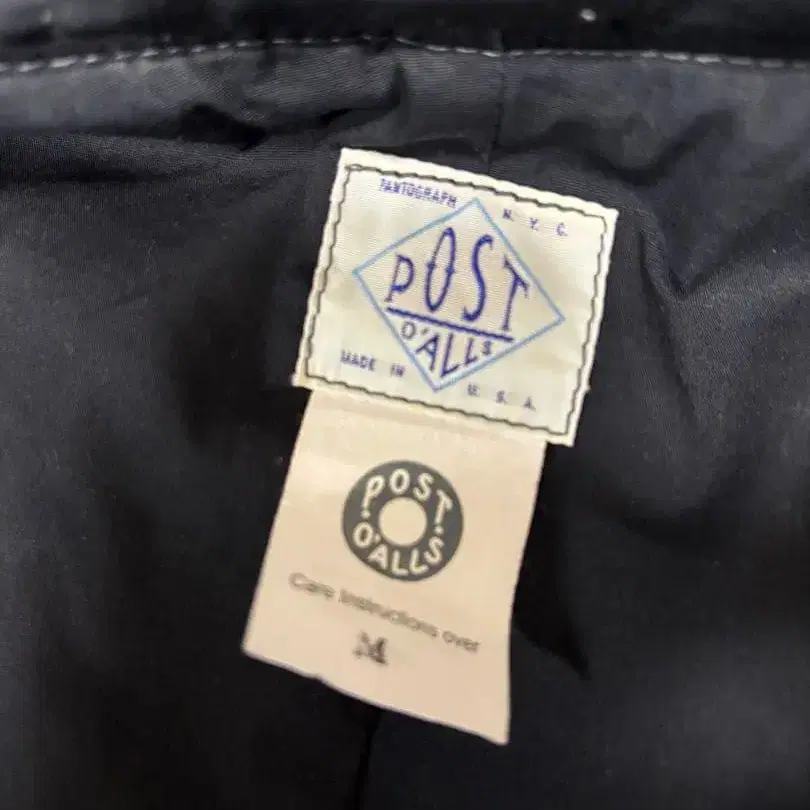 PANTOGRAPH N. Y. C.
POST
O'ALLS
MADE IN U. S. A.
POST
O'ALLS
Care Instructions over
M